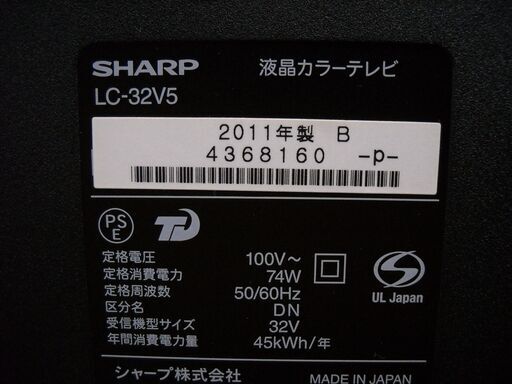 SHARP 液晶カラーテレビ
LC-32V5
2011年製 B
4368160 -p-
PS
E
定格電圧 100V～
定格消費電力 74W
定格周波数 50/60Hz
区分名 DN
受信機型サイズ 32V
年間消費電力量 45kWh/年
UL Japan
シャープ株式会社 MADE IN JAPAN